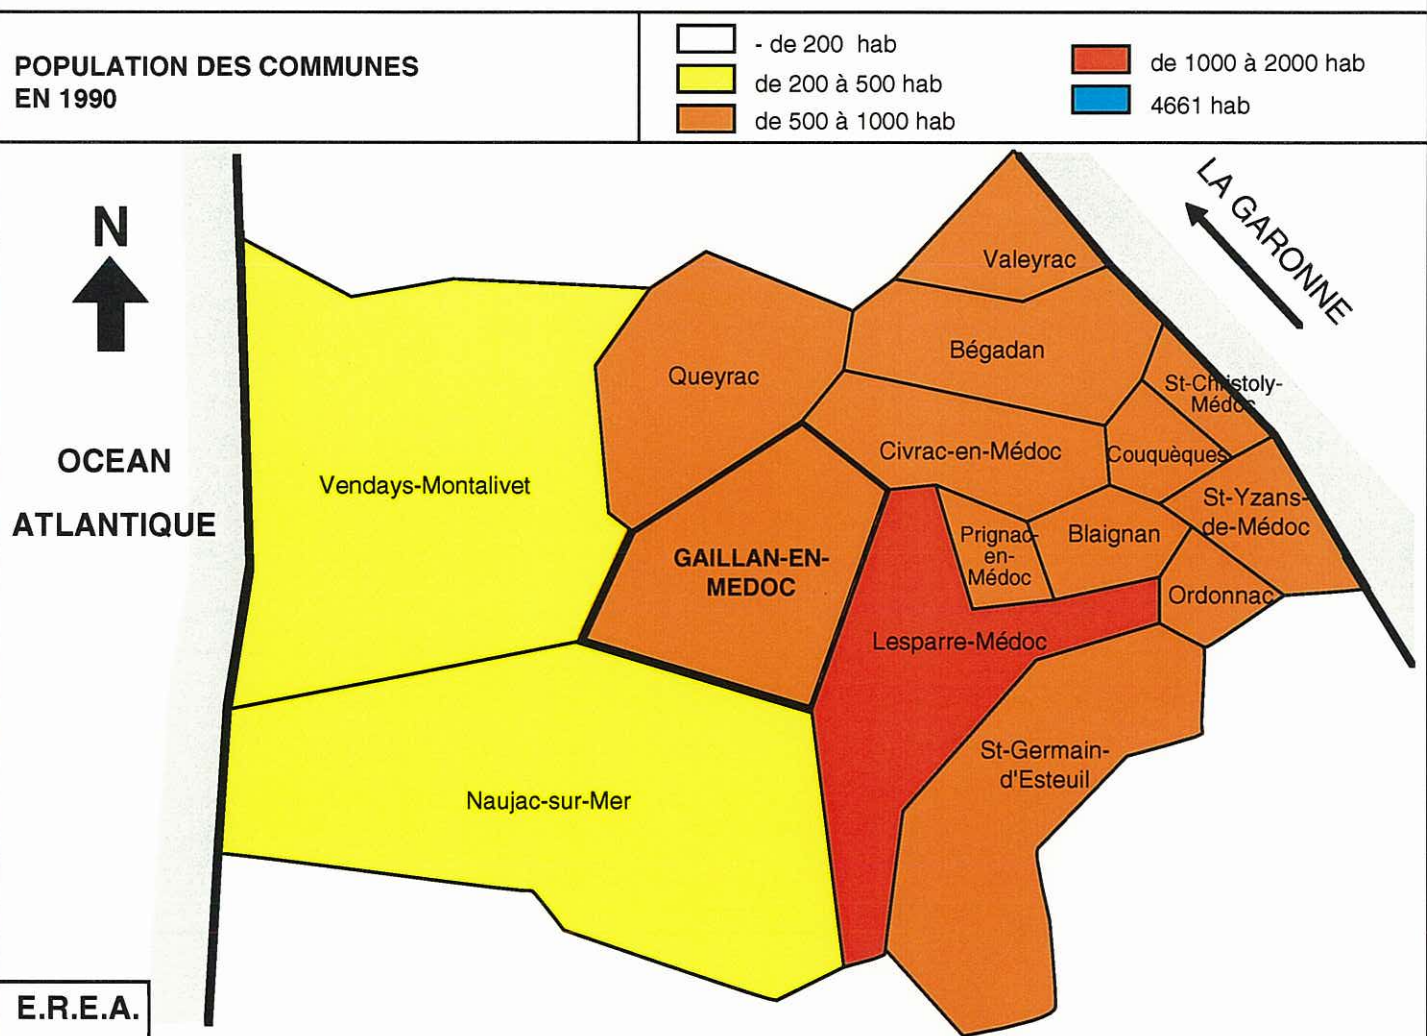 POPULATION DES COMMUNES
EN 1990
- de 200 hab
de 200 à 500 hab
de 500 à 1000 hab
de 1000 à 2000 hab
4661 hab
N
OCEAN
ATLANTIQUE
LA GARONNE
Valeyrac
Bégadan
Queyrac
St-Christoly-
Médoc
Civrac-en-Médoc
Couquèques
Vendays-Montalivet
St-Yzans-
de-Médoc
Prignac-
en-
Médoc
Blaignan
GAILLAN-EN-
MEDOC
Ordonnac
Lesparre-Médoc
St-Germain-
d'Esteuil
Naujac-sur-Mer
E.R.E.A.